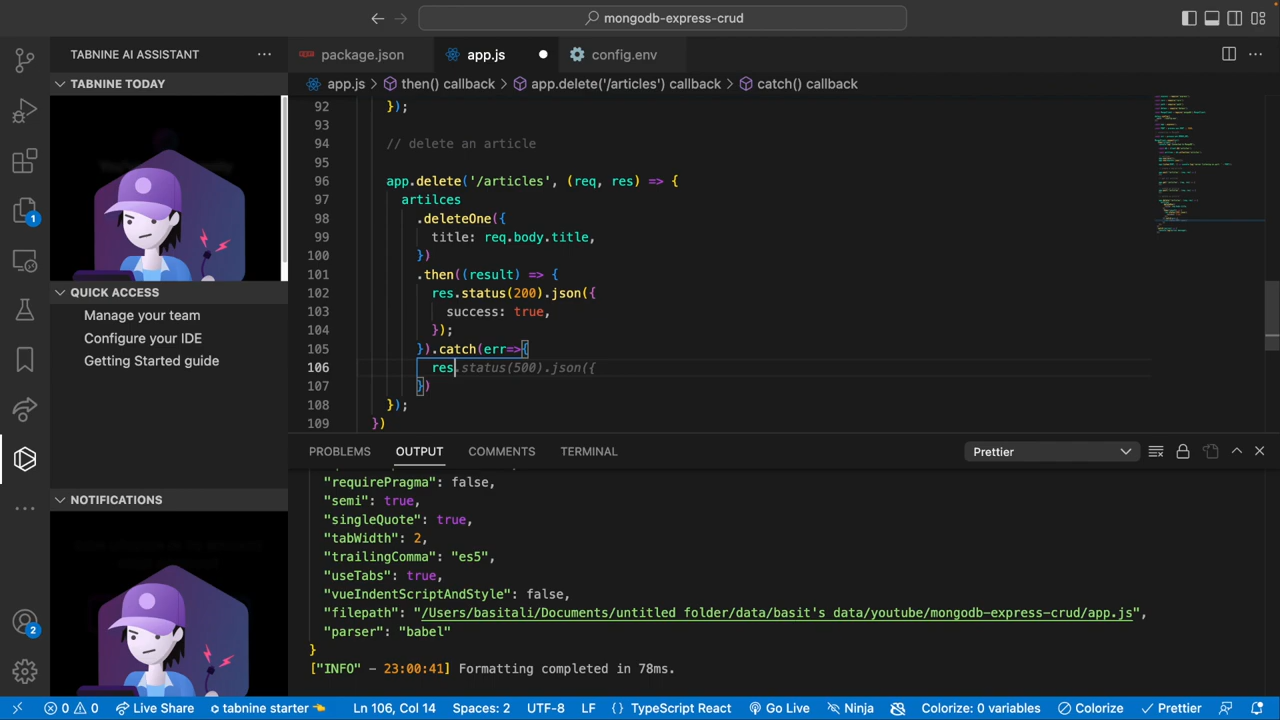 mongodb-express-crud
TABNINE AI ASSISTANT
package.json
app.js
config.env
TABNINE TODAY
app.js
then() callback
app.delete('/articles') callback
catch() callback
92 });
93
94 delete article
95
96 app.delete('/articles', (req, res) => {
97 artilces
98 .deleteOne({
99 title: req.body.title,
100 })
101 .then((result) => {
102 res.status(200).json({
103 success: true,
104 });
105 }).catch(err=>{
106 res.status(500).json({
107 })
108 });
109 })
1
QUICK ACCESS
Manage your team
Configure your IDE
Getting Started guide
PROBLEMS
OUTPUT
COMMENTS
TERMINAL
Prettier
NOTIFICATIONS
"requirePragma": false,
"semi": true,
"singleQuote": true,
"tabWidth": 2,
"trailingComma": "es5",
"useTabs": true,
"vueIndentScriptAndStyle": false,
"filepath": "/Users/basitali/Documents/untitled folder/data/basit's data/youtube/mongodb-express-crud/app.js",
"parser": "babel"
}
["INFO" - 23:00:41] Formatting completed in 78ms.
2
0 0
Live Share
tabnine starter
Ln 106, Col 14
Spaces: 2
UTF-8
LF
{ } TypeScript React
Go Live
Ninja
Colorize: 0 variables
Colorize
Prettier